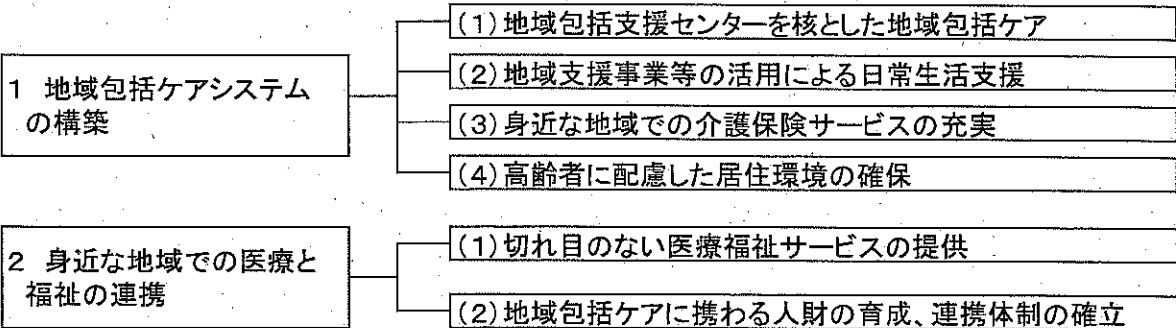 1 地域包括ケアシステム
の構築
(1)地域包括支援センターを核とした地域包括ケア
(2)地域支援事業等の活用による日常生活支援
(3)身近な地域での介護保険サービスの充実
(4)高齢者に配慮した居住環境の確保
2 身近な地域での医療と
福祉の連携
(1)切れ目のない医療福祉サービスの提供
(2)地域包括ケアに携わる人財の育成、連携体制の確立